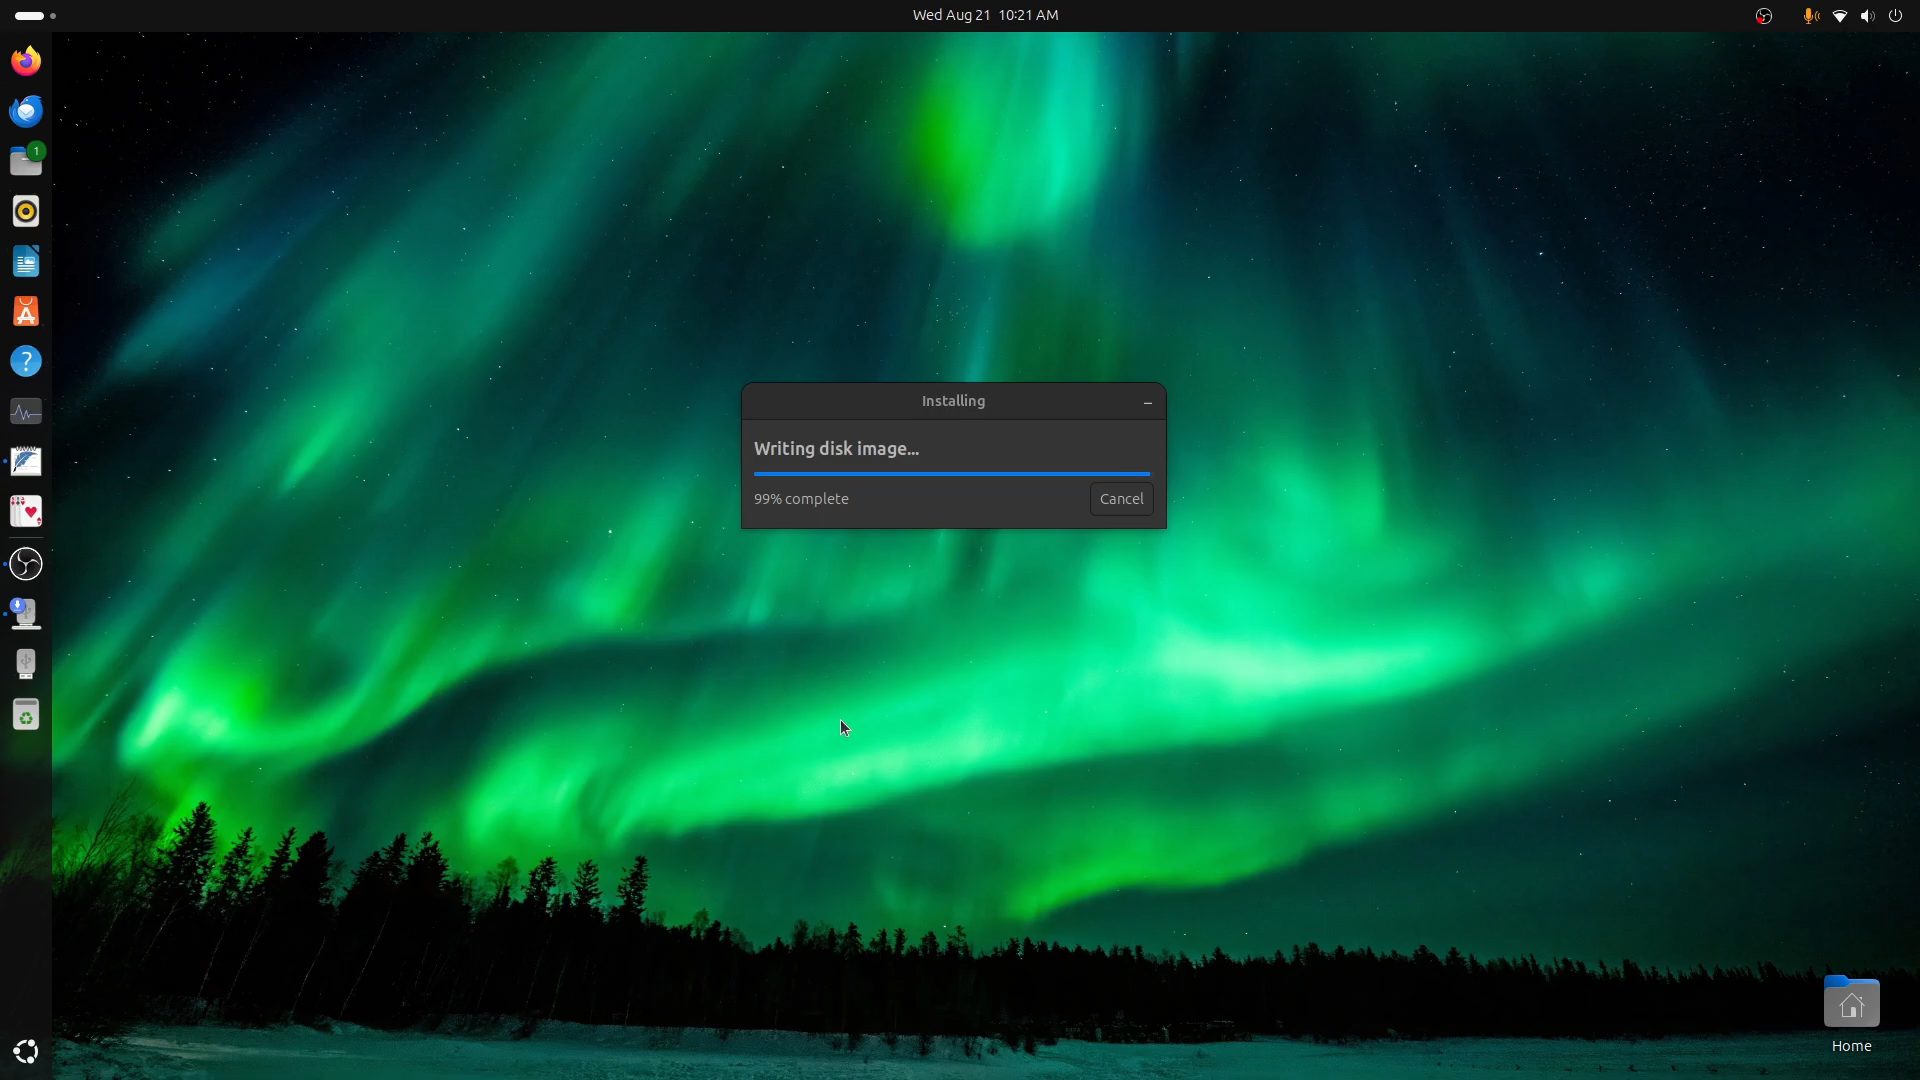 Wed Aug 21 10:21 AM
1
Installing
Writing disk image...
99% complete
Cancel
Home